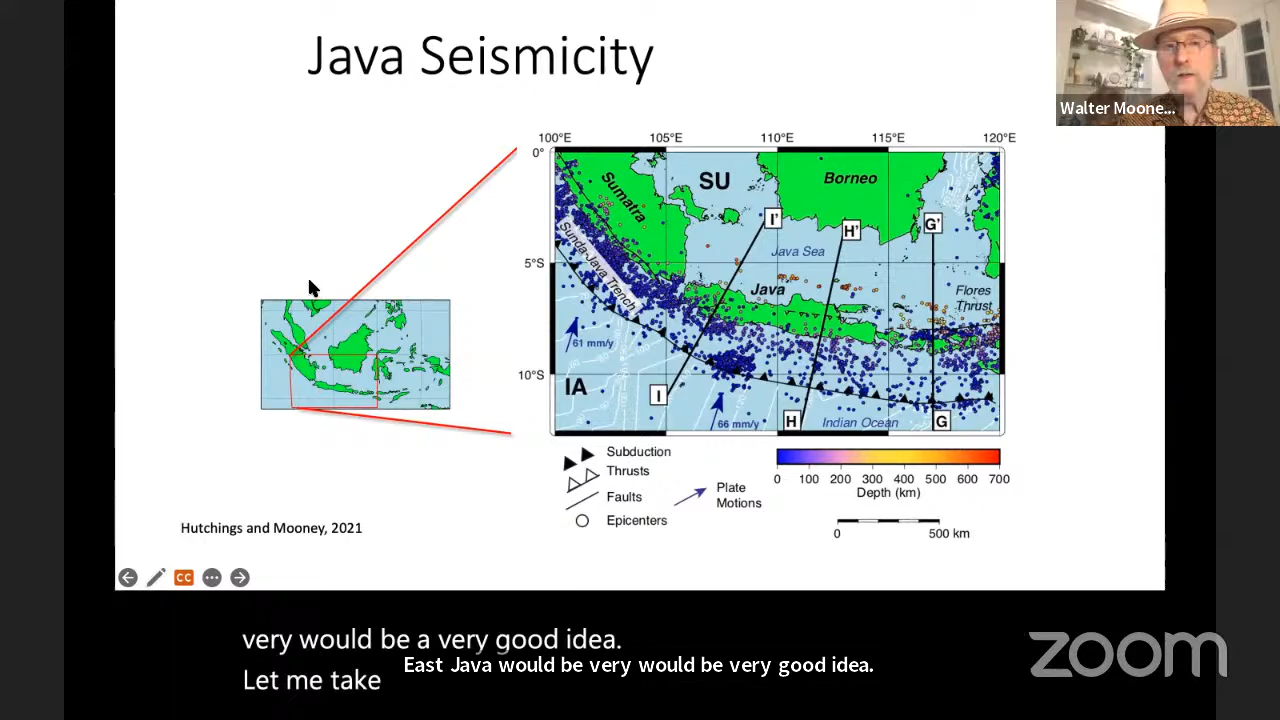 Java Seismicity
Walter Moone...
100°E 105°E 110°E 115°E 120°E
0°
5°S
10°S
Sumatra
SU
Borneo
I'
H'
G'
Sunda-Java Trench
Java Sea
Java
Flores
Thrust
61 mm/y
IA
I
66 mm/y
H
Indian Ocean
G
Subduction
Thrusts
Faults
Epicenters
Plate
Motions
0 100 200 300 400 500 600 700
Depth (km)
0 500 km
Hutchings and Mooney, 2021
CC
very would be a very good idea.
Let me take
East Java would be very would be very good idea.
zoom